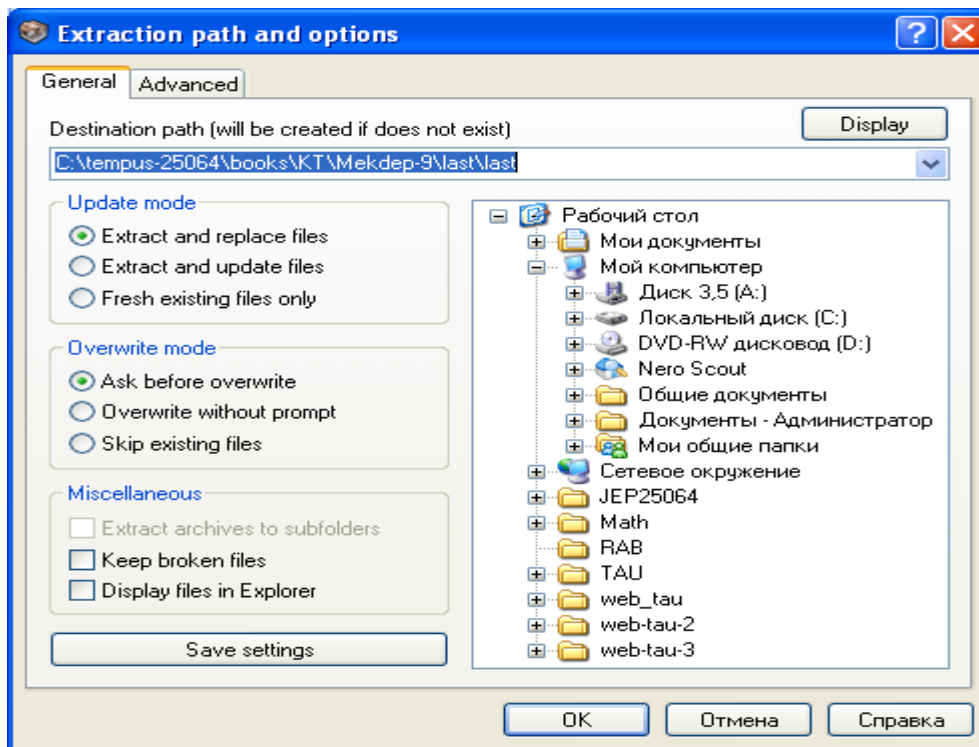 Extraction path and options
General
Advanced
Destination path (will be created if does not exist)
Display
C:\tempus-25064\books\KT\Mekdep-9\last\last
Update mode
Extract and replace files
Extract and update files
Fresh existing files only
Overwrite mode
Ask before overwrite
Overwrite without prompt
Skip existing files
Miscellaneous
Extract archives to subfolders
Keep broken files
Display files in Explorer
Save settings
Рабочий стол
Мои документы
Мой компьютер
Диск 3,5 (A:)
Локальный диск (C:)
DVD-RW дисковод (D:)
Nero Scout
Общие документы
Документы - Администратор
Мои общие папки
Сетевое окружение
JEP25064
Math
RAB
TAU
web_tau
web-tau-2
web-tau-3
OK
Отмена
Справка